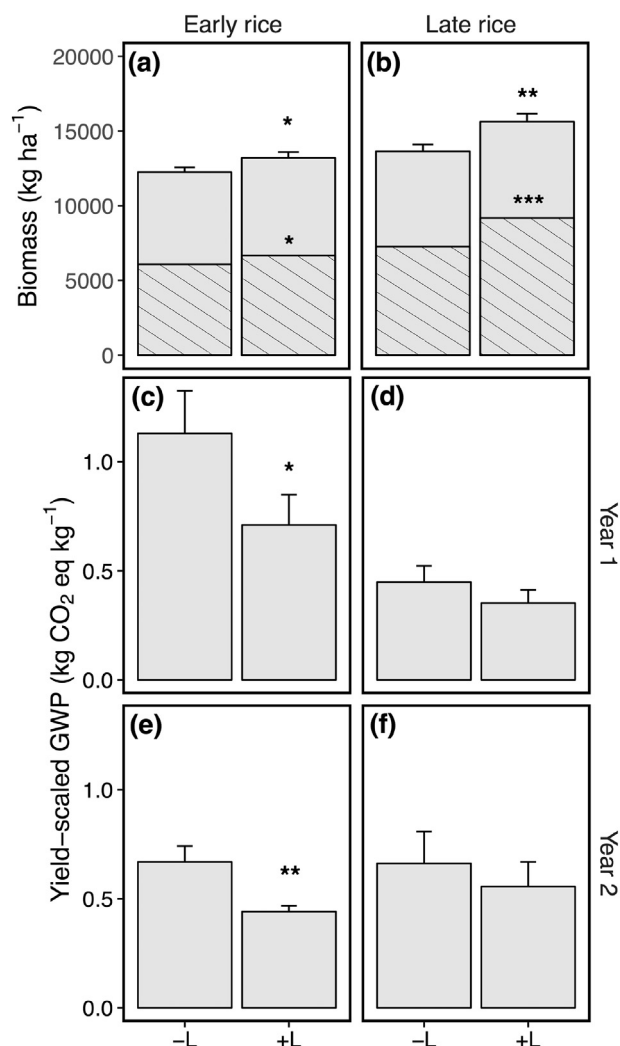 Early rice Late rice
(a) (b)
Biomass (kg ha⁻¹)
20000
15000
10000
5000
0
*
*
**
***
(c) (d)
Yield−scaled GWP (kg CO₂ eq kg⁻¹)
1.0
0.5
0.0
*
Year 1
(e) (f)
1.0
0.5
0.0
**
Year 2
−L +L −L +L